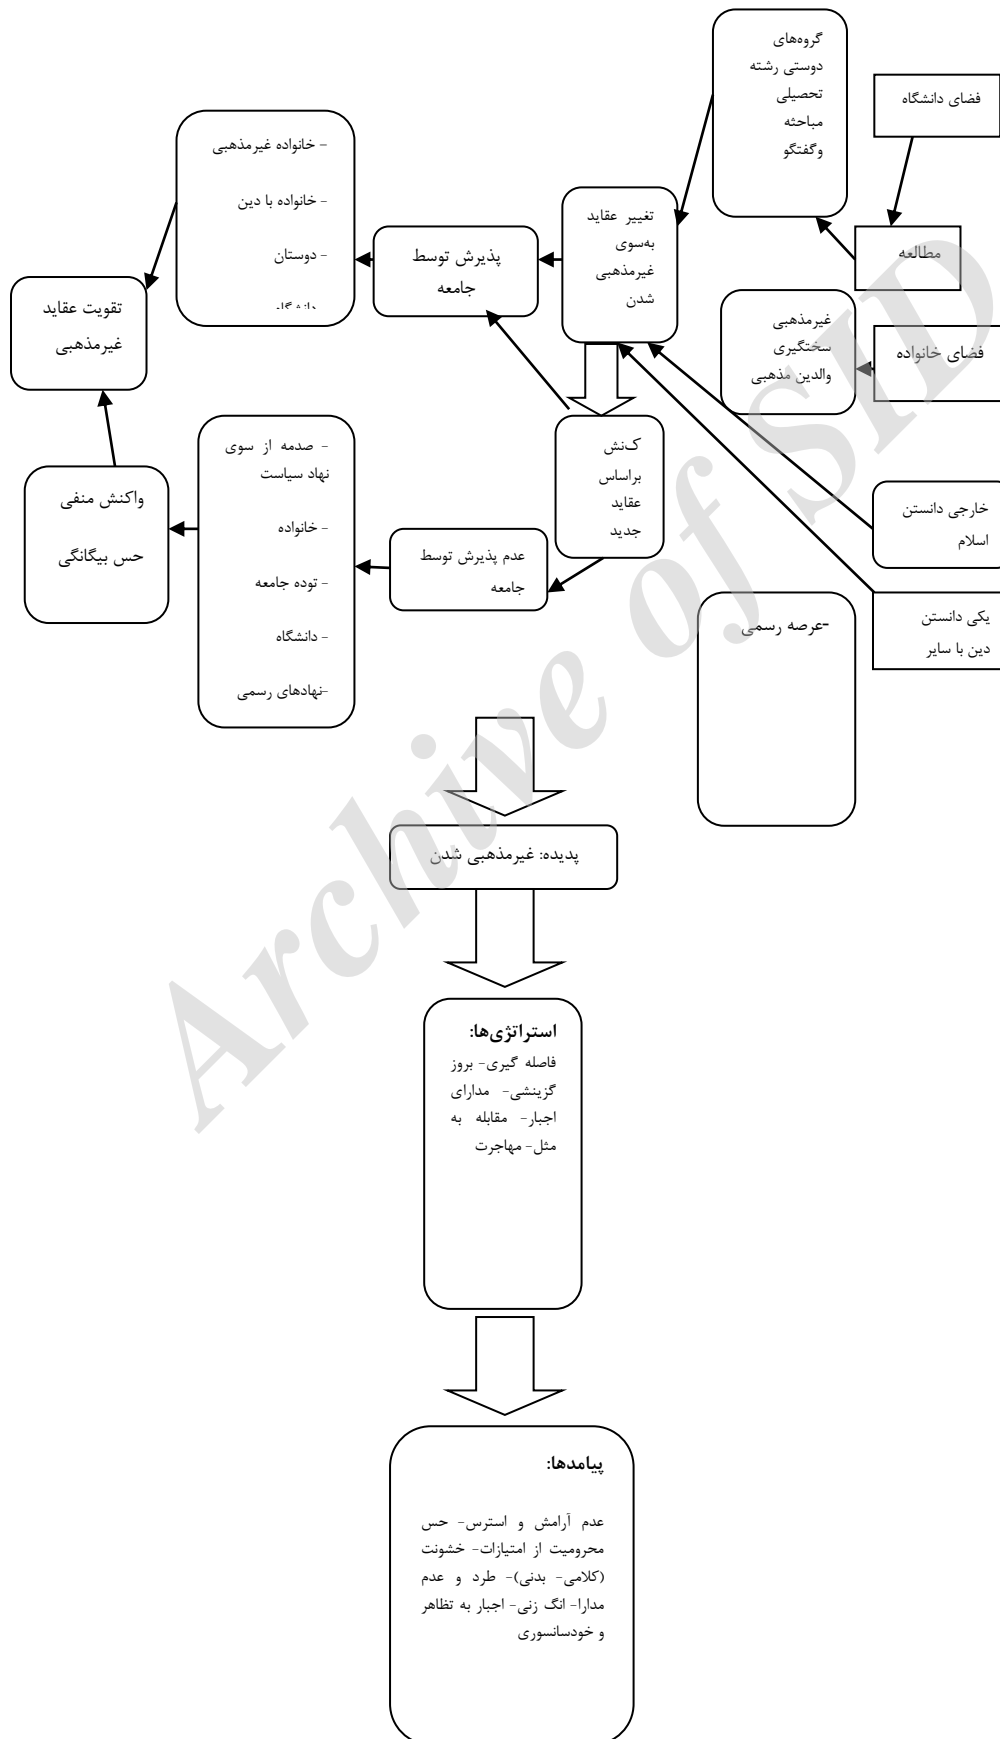 گروه‌های
دوستی رشته
تحصیلی
مباحثه
وگفتگو
فضای دانشگاه
مطالعه
غیرمذهبی
سختگیری
والدین مذهبی
فضای خانواده
خارجی دانستن
اسلام
یکی دانستن
دین با سایر
-عرصه رسمی
تغییر عقاید
به‌سوی
غیرمذهبی
شدن
کنش
براساس
عقاید
جدید
پذیرش توسط
جامعه
عدم پذیرش توسط
جامعه
- خانواده غیرمذهبی
- خانواده با دین
- دوستان
- صدمه از سوی
نهاد سیاست
- خانواده
- توده جامعه
- دانشگاه
-نهادهای رسمی
تقویت عقاید
غیرمذهبی
واکنش منفی
حس بیگانگی
پدیده: غیرمذهبی شدن
استراتژی‌ها:
فاصله گیری- بروز
گزینشی- مدارای
اجبار- مقابله به
مثل- مهاجرت
پیامدها:
عدم آرامش و استرس- حس
محرومیت از امتیازات- خشونت
(کلامی- بدنی)- طرد و عدم
مدارا- انگ زنی- اجبار به تظاهر
و خودسانسوری
Archive of SID